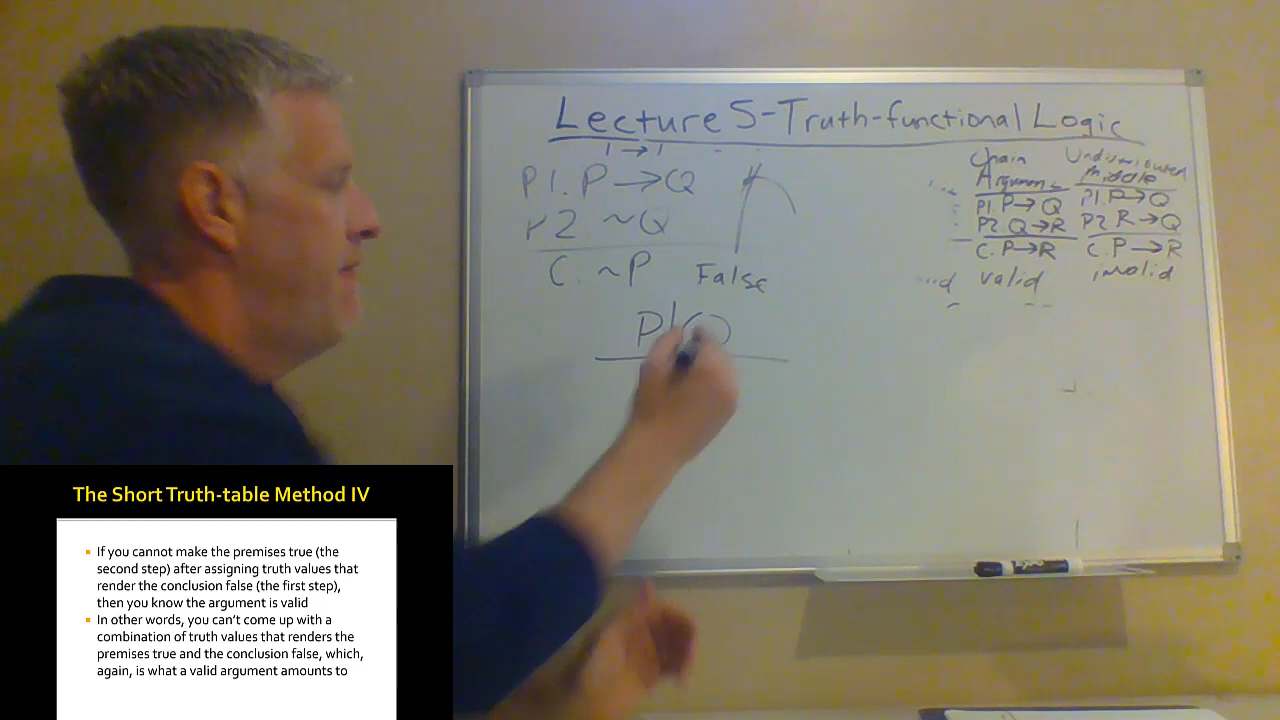 Lecture 5-Truth-functional Logic
1 → 1
P1. P → Q
P2 ~Q
C. ~P False
P | Q
Chain
Argument
P1. P → Q
P2. Q → R
C. P → R
valid
Undistributed
Middle
P1. P → Q
P2 R → Q
C. P → R
invalid
The Short Truth-table Method IV
If you cannot make the premises true (the
second step) after assigning truth values that
render the conclusion false (the first step),
then you know the argument is valid
In other words, you can't come up with a
combination of truth values that renders the
premises true and the conclusion false, which,
again, is what a valid argument amounts to